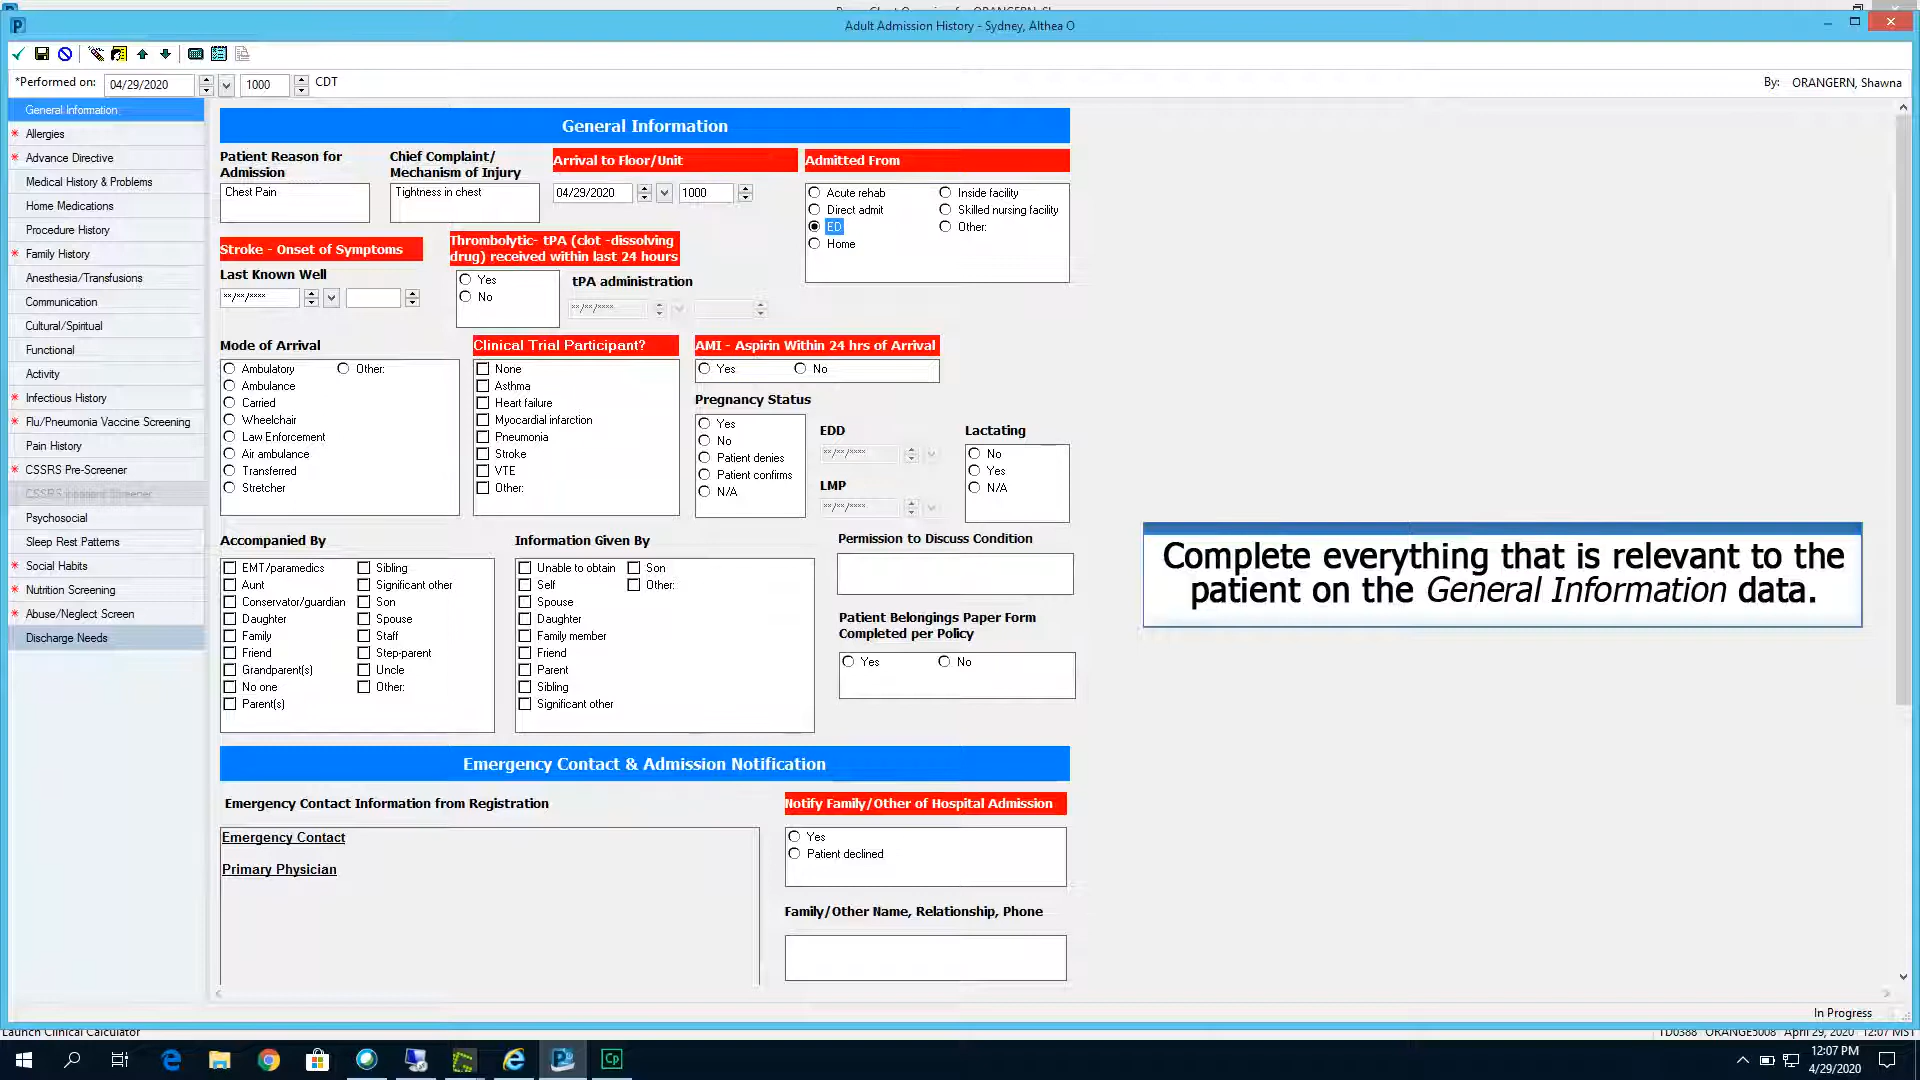 Adult Admission History - Sydney, Althea O
*Performed on: 04/29/2020 1000 CDT By: ORANGERN, Shawna
General Information
Allergies
Advance Directive
Medical History & Problems
Home Medications
Procedure History
Family History
Anesthesia/Transfusions
Communication
Cultural/Spiritual
Functional
Activity
Infectious History
Flu/Pneumonia Vaccine Screening
Pain History
CSSRS Pre-Screener
CSSRS Inpatient Screener
Psychosocial
Sleep Rest Patterns
Social Habits
Nutrition Screening
Abuse/Neglect Screen
Discharge Needs
General Information
Patient Reason for
Admission
Chest Pain
Chief Complaint/
Mechanism of Injury
Tightness in chest
Arrival to Floor/Unit
04/29/2020 1000
Admitted From
Acute rehab
Direct admit
ED
Home
Inside facility
Skilled nursing facility
Other:
Stroke - Onset of Symptoms
Last Known Well
**/**/****
Thrombolytic- tPA (clot -dissolving
drug) received within last 24 hours
Yes
No
tPA administration
**/**/****
Mode of Arrival
Ambulatory
Ambulance
Carried
Wheelchair
Law Enforcement
Air ambulance
Transferred
Stretcher
Other:
Clinical Trial Participant?
None
Asthma
Heart failure
Myocardial infarction
Pneumonia
Stroke
VTE
Other:
AMI - Aspirin Within 24 hrs of Arrival
Yes No
Pregnancy Status
Yes
No
Patient denies
Patient confirms
N/A
EDD
**/**/****
LMP
**/**/****
Lactating
No
Yes
N/A
Accompanied By
EMT/paramedics
Aunt
Conservator/guardian
Daughter
Family
Friend
Grandparent(s)
No one
Parent(s)
Sibling
Significant other
Son
Spouse
Staff
Step-parent
Uncle
Other:
Information Given By
Unable to obtain
Self
Spouse
Daughter
Family member
Friend
Parent
Sibling
Significant other
Son
Other:
Permission to Discuss Condition
Patient Belongings Paper Form
Completed per Policy
Yes No
Complete everything that is relevant to the
patient on the General Information data.
Emergency Contact & Admission Notification
Emergency Contact Information from Registration
Emergency Contact
Primary Physician
Notify Family/Other of Hospital Admission
Yes
Patient declined
Family/Other Name, Relationship, Phone
In Progress
Launch Clinical Calculator
TD0388 ORANGE5008 April 29, 2020 12:07 MST
12:07 PM
4/29/2020